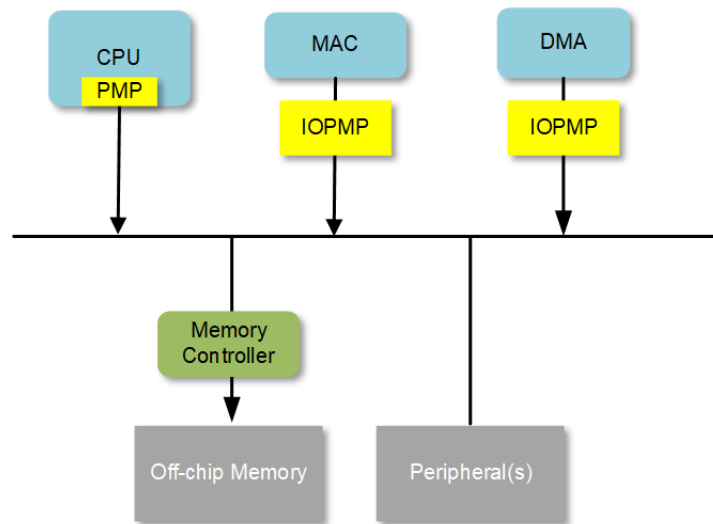 CPU
PMP
MAC
IOPMP
DMA
IOPMP
Memory
Controller
Off-chip Memory
Peripheral(s)